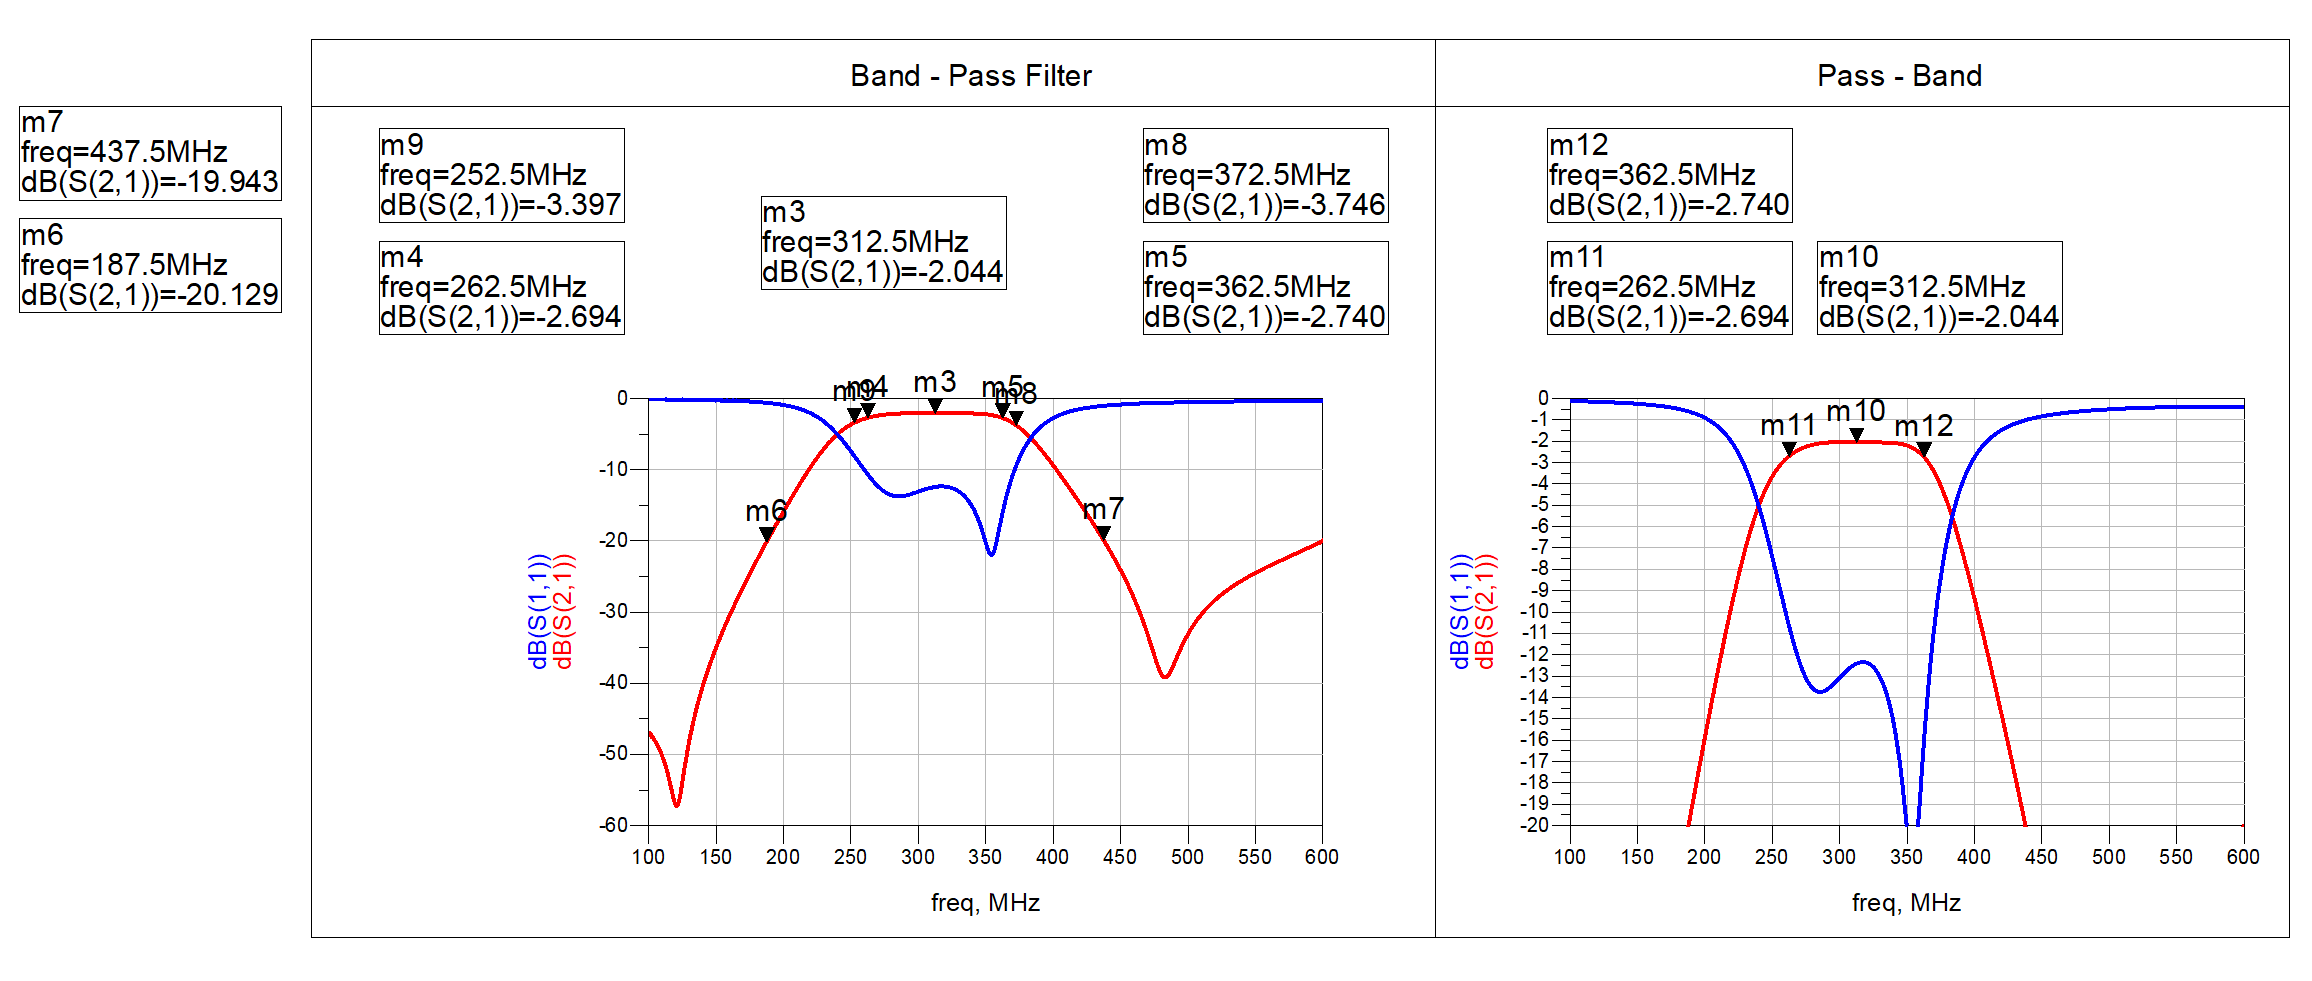 Band - Pass Filter
Pass - Band
m7
freq=437.5MHz
dB(S(2,1))=-19.943
m6
freq=187.5MHz
dB(S(2,1))=-20.129
m9
freq=252.5MHz
dB(S(2,1))=-3.397
m4
freq=262.5MHz
dB(S(2,1))=-2.694
m3
freq=312.5MHz
dB(S(2,1))=-2.044
m8
freq=372.5MHz
dB(S(2,1))=-3.746
m5
freq=362.5MHz
dB(S(2,1))=-2.740
m12
freq=362.5MHz
dB(S(2,1))=-2.740
m11
freq=262.5MHz
dB(S(2,1))=-2.694
m10
freq=312.5MHz
dB(S(2,1))=-2.044
m9
m4
m3
m5
m8
m6
m7
0
-10
-20
-30
-40
-50
-60
dB(S(1,1))
dB(S(2,1))
100 150 200 250 300 350 400 450 500 550 600
freq, MHz
m11
m10
m12
0
-1
-2
-3
-4
-5
-6
-7
-8
-9
-10
-11
-12
-13
-14
-15
-16
-17
-18
-19
-20
dB(S(1,1))
dB(S(2,1))
100 150 200 250 300 350 400 450 500 550 600
freq, MHz